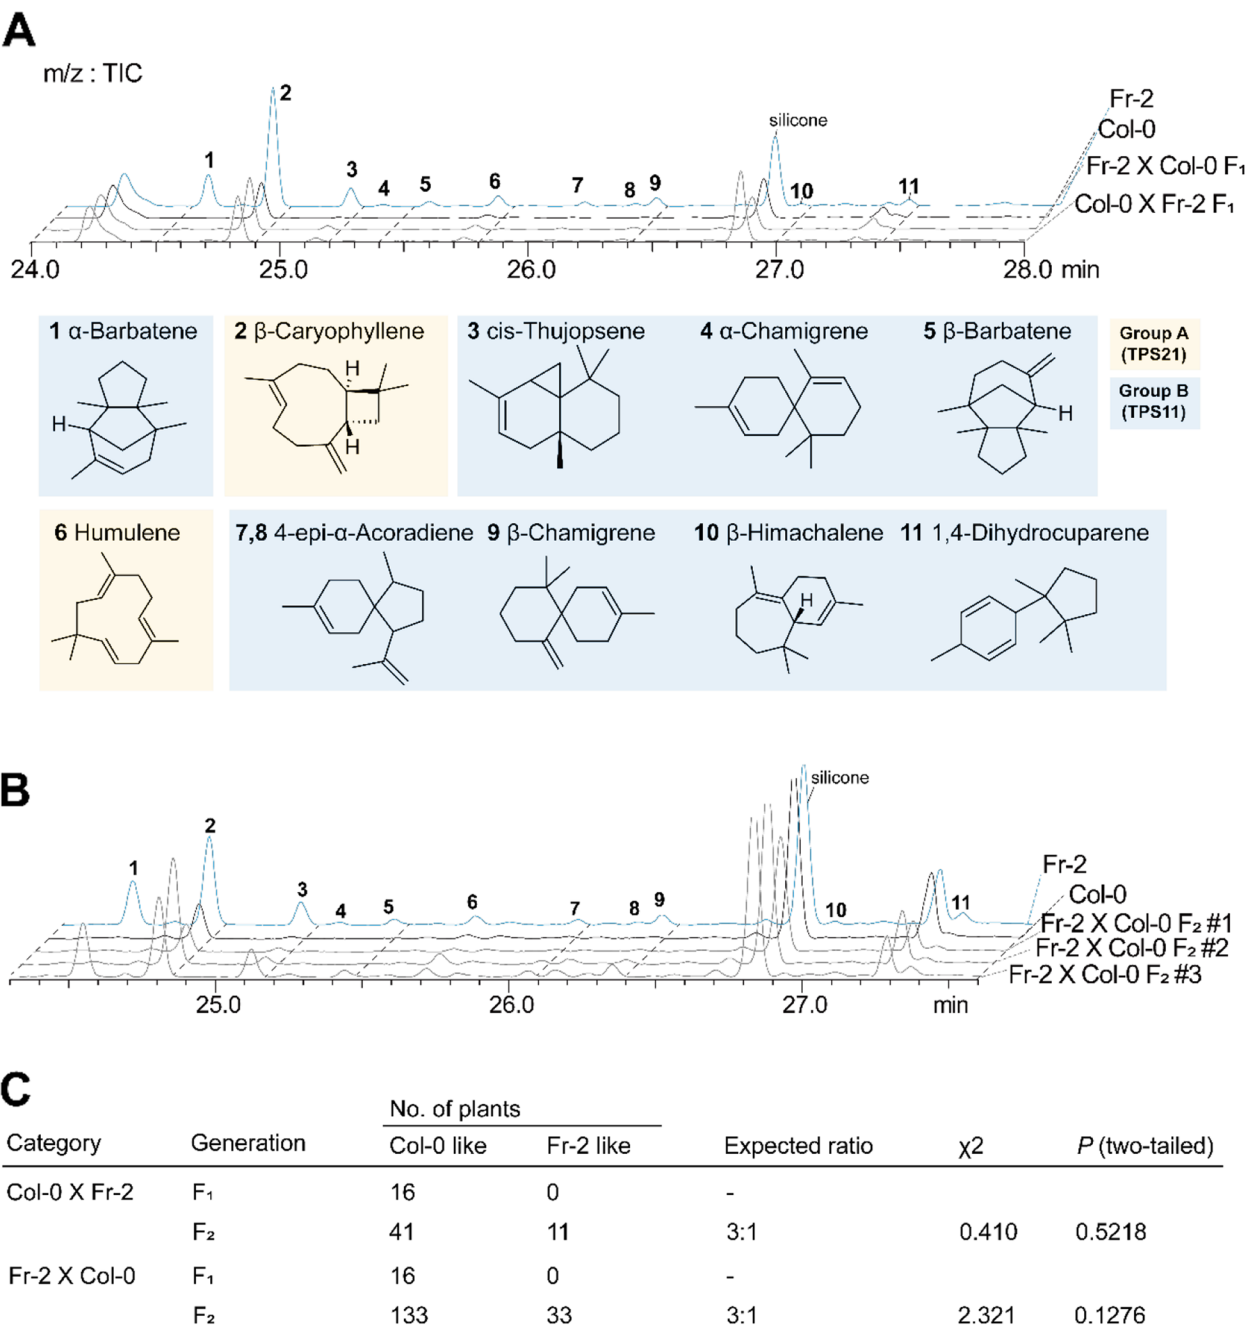 A
m/z : TIC
1
2
3
4
5
6
7
8
9
silicone
10
11
Fr-2
Col-0
Fr-2 X Col-0 F₁
Col-0 X Fr-2 F₁
24.0 25.0 26.0 27.0 28.0 min
1 α-Barbatene 2 β-Caryophyllene 3 cis-Thujopsene 4 α-Chamigrene 5 β-Barbatene
Group A
(TPS21)
Group B
(TPS11)
H
H
H
H
6 Humulene 7,8 4-epi-α-Acoradiene 9 β-Chamigrene 10 β-Himachalene 11 1,4-Dihydrocuparene
H
B
silicone
1
2
3
4
5
6
7
8
9
10
11
Fr-2
Col-0
Fr-2 X Col-0 F₂ #1
Fr-2 X Col-0 F₂ #2
Fr-2 X Col-0 F₂ #3
25.0 26.0 27.0 min
C
No. of plants
Category Generation Col-0 like Fr-2 like Expected ratio χ2 P (two-tailed)
Col-0 X Fr-2 F₁ 16 0 -
F₂ 41 11 3:1 0.410 0.5218
Fr-2 X Col-0 F₁ 16 0 -
F₂ 133 33 3:1 2.321 0.1276